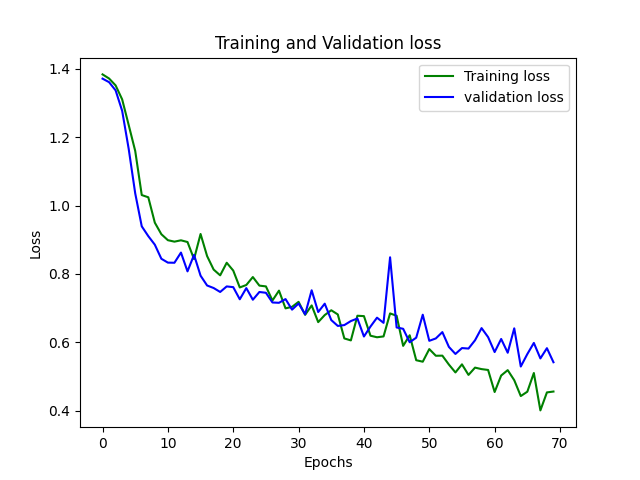 Training and Validation loss
Training loss
validation loss
1.4
1.2
1.0
0.8
0.6
0.4
Loss
0 10 20 30 40 50 60 70
Epochs